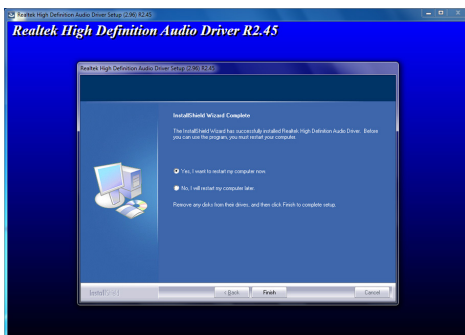 Realtek High Definition Audio Driver Setup (2.96) R2.45
Realtek High Definition Audio Driver R2.45
Realtek High Definition Audio Driver Setup (2.96) R2.45
InstallShield Wizard Complete
The InstallShield Wizard has successfully installed Realtek High Definition Audio Driver. Before
you can use the program, you must restart your computer.
Yes, I want to restart my computer now.
No, I will restart my computer later.
Remove any disks from their drives, and then click Finish to complete setup.
InstallShield
< Back
Finish
Cancel